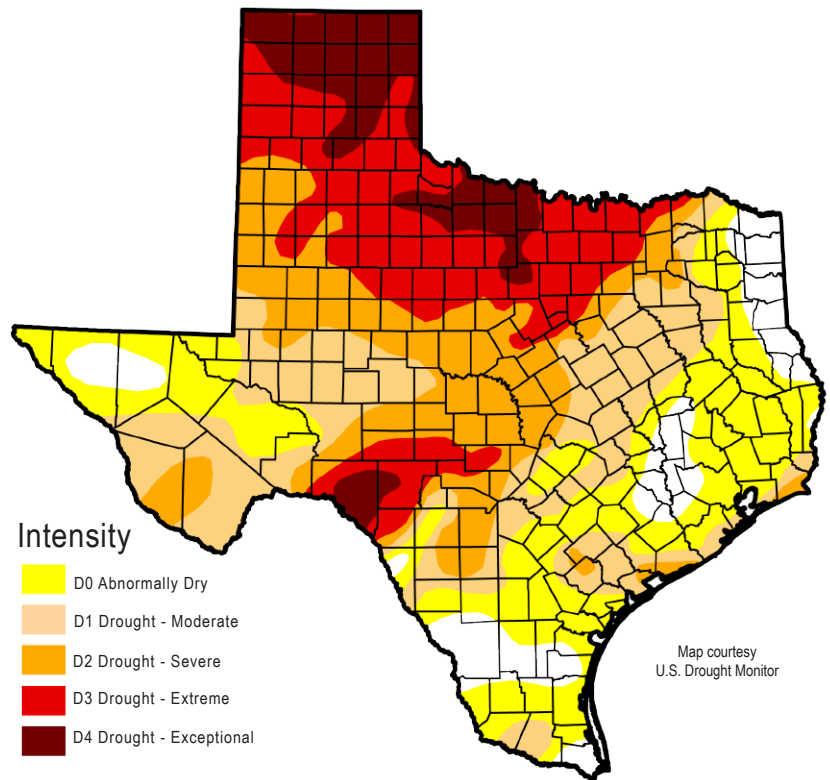 Intensity
D0 Abnormally Dry
D1 Drought - Moderate
D2 Drought - Severe
D3 Drought - Extreme
D4 Drought - Exceptional
Map courtesy
U.S. Drought Monitor